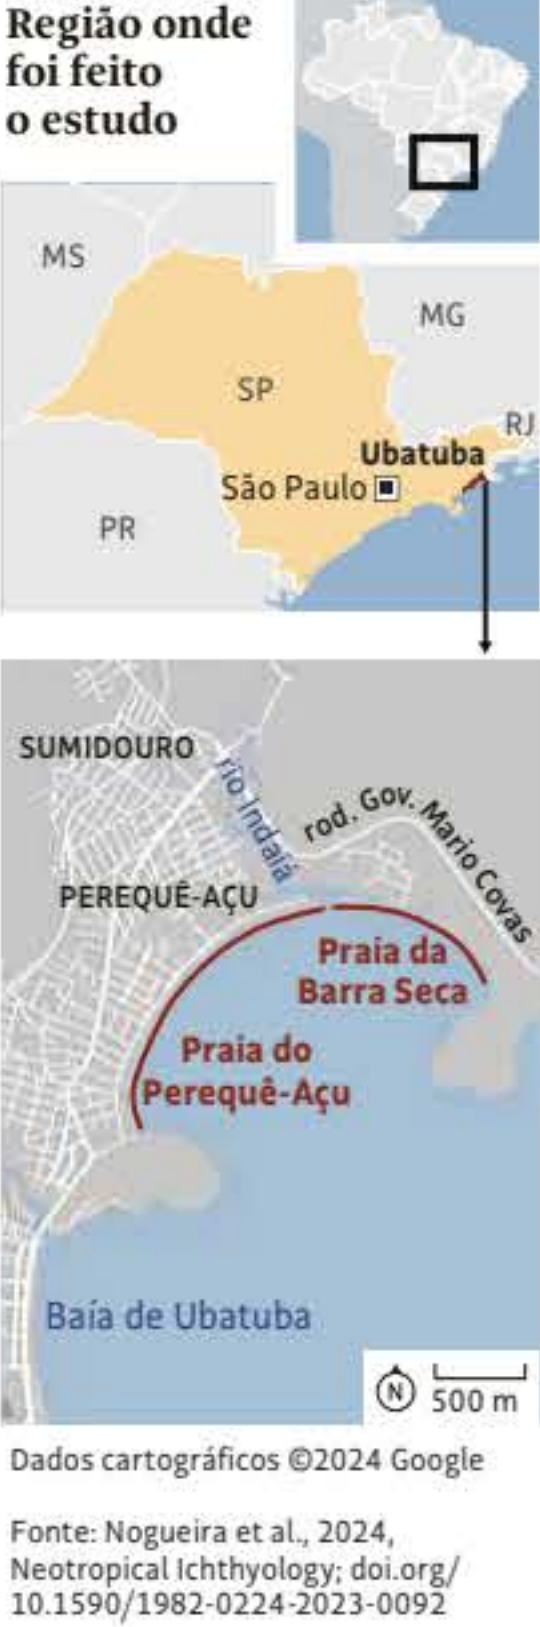 Região onde
foi feito
o estudo
MS
MG
SP
RJ
Ubatuba
São Paulo
PR
SUMIDOURO
rio Indaiá
rod. Gov. Mario Covas
PEREQUÊ-AÇU
Praia da
Barra Seca
Praia do
Perequê-Açu
Baía de Ubatuba
N
500 m
Dados cartográficos ©2024 Google
Fonte: Nogueira et al., 2024,
Neotropical Ichthyology; doi.org/
10.1590/1982-0224-2023-0092